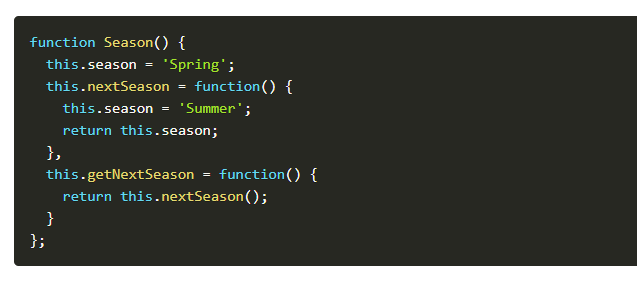 function Season() {
  this.season = 'Spring';
  this.nextSeason = function() {
    this.season = 'Summer';
    return this.season;
  },
  this.getNextSeason = function() {
    return this.nextSeason();
  }
};